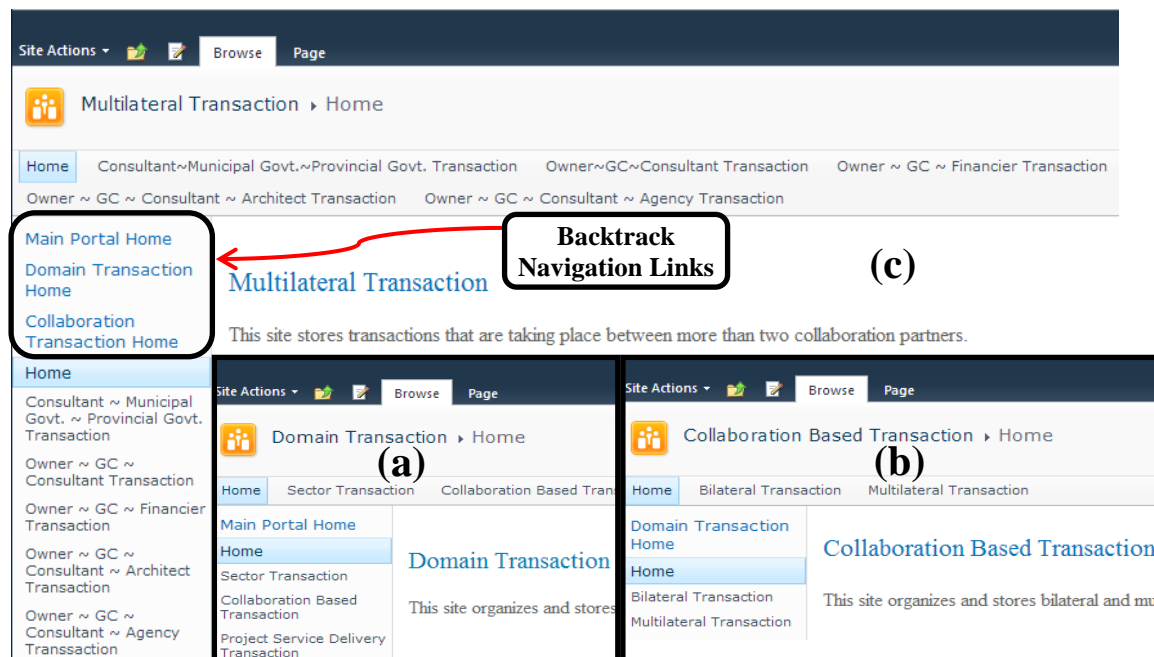 Site Actions Browse Page
Multilateral Transaction Home
Home Consultant~Municipal Govt.~Provincial Govt. Transaction Owner~GC~Consultant Transaction Owner ~ GC ~ Financier Transaction
Owner ~ GC ~ Consultant ~ Architect Transaction Owner ~ GC ~ Consultant ~ Agency Transaction
Main Portal Home
Domain Transaction
Home
Collaboration
Transaction Home
Home
Consultant ~ Municipal
Govt. ~ Provincial Govt.
Transaction
Owner ~ GC ~
Consultant Transaction
Owner ~ GC ~ Financier
Transaction
Owner ~ GC ~
Consultant ~ Architect
Transaction
Owner ~ GC ~
Consultant ~ Agency
Transsaction
Backtrack
Navigation Links
(c)
Multilateral Transaction
This site stores transactions that are taking place between more than two collaboration partners.
Site Actions Browse Page
Domain Transaction Home
(a)
Home Sector Transaction Collaboration Based Trans
Main Portal Home
Home
Sector Transaction
Collaboration Based
Transaction
Project Service Delivery
Transaction
Domain Transaction
This site organizes and stores
Site Actions Browse Page
Collaboration Based Transaction Home
(b)
Home Bilateral Transaction Multilateral Transaction
Domain Transaction
Home
Home
Bilateral Transaction
Multilateral Transaction
Collaboration Based Transaction
This site organizes and stores bilateral and mu